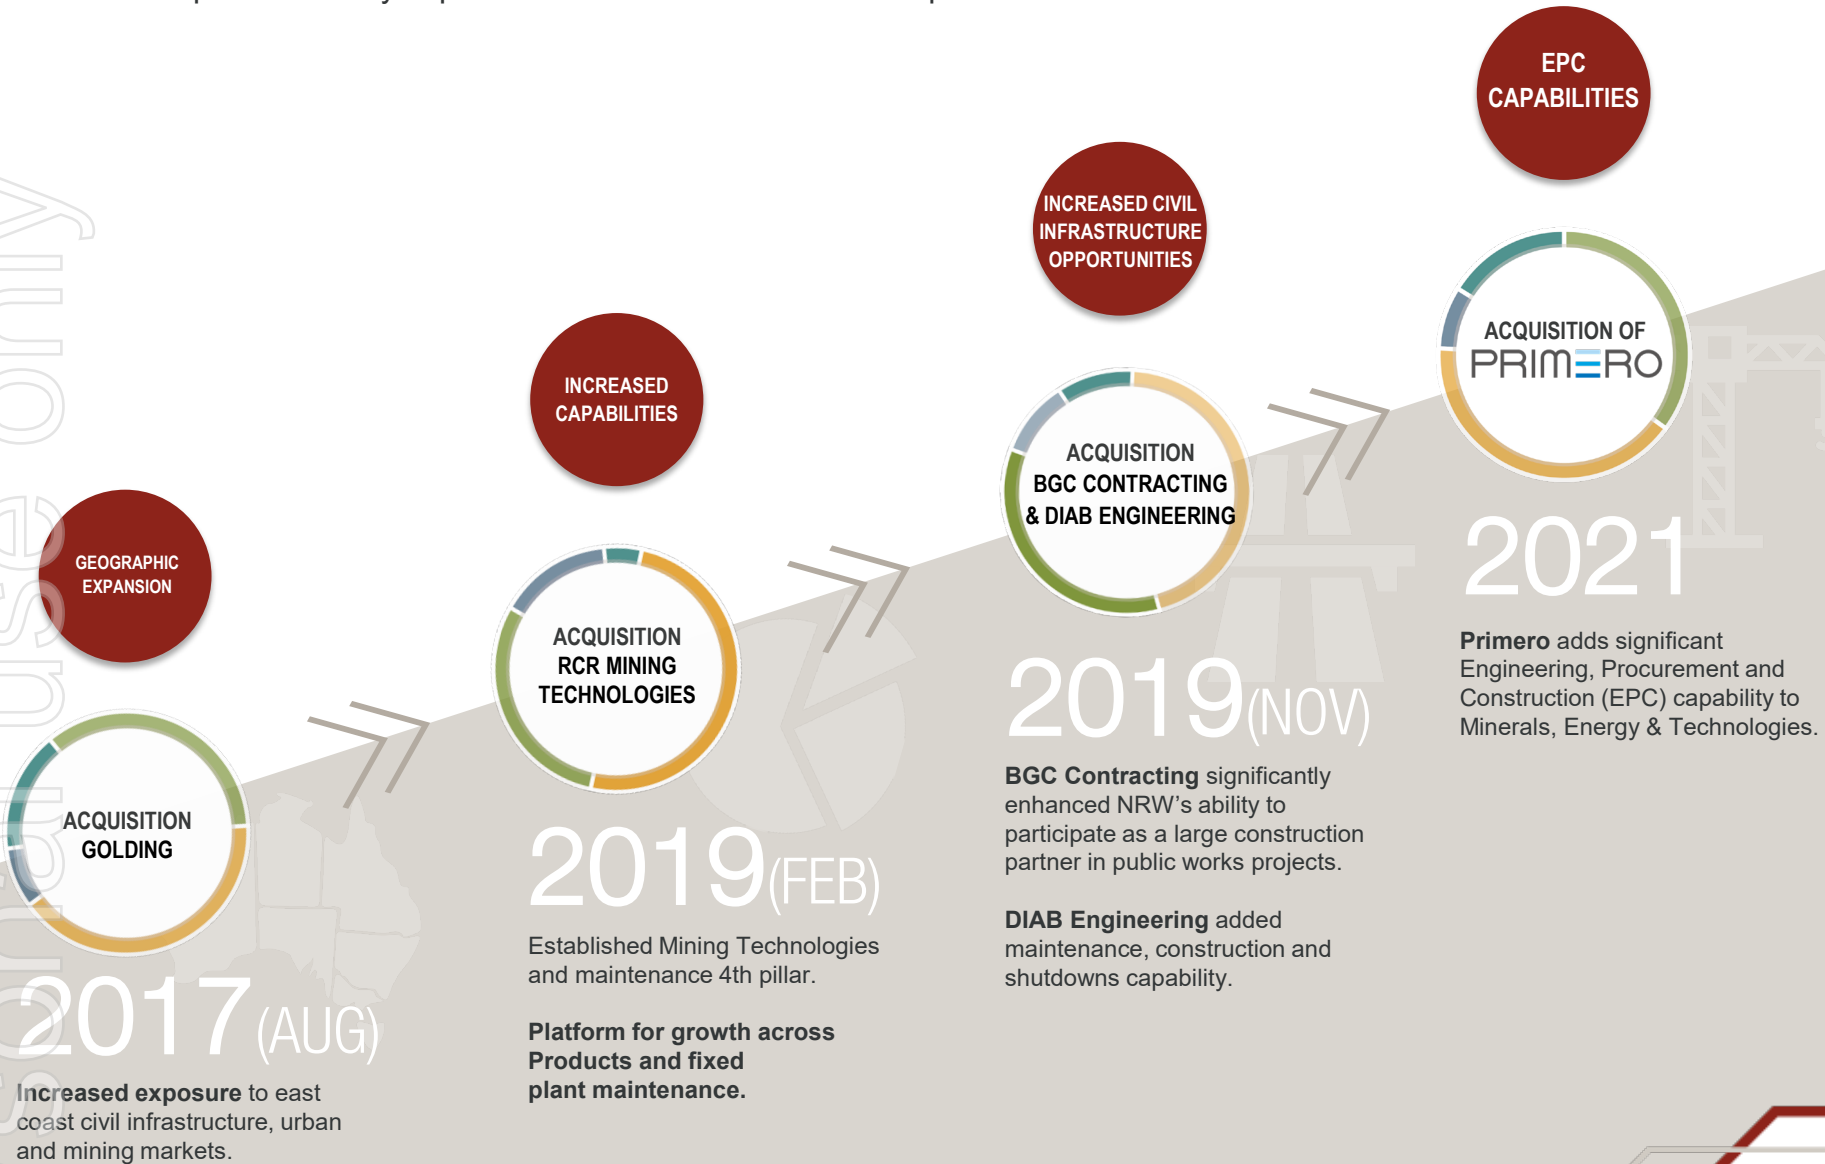 GEOGRAPHIC
EXPANSION
ACQUISITION
GOLDING
2017(AUG)
Increased exposure to east
coast civil infrastructure, urban
and mining markets.
INCREASED
CAPABILITIES
ACQUISITION
RCR MINING
TECHNOLOGIES
2019(FEB)
Established Mining Technologies
and maintenance 4th pillar.
Platform for growth across
Products and fixed
plant maintenance.
INCREASED CIVIL
INFRASTRUCTURE
OPPORTUNITIES
ACQUISITION
BGC CONTRACTING
& DIAB ENGINEERING
2019(NOV)
BGC Contracting significantly
enhanced NRW’s ability to
participate as a large construction
partner in public works projects.
DIAB Engineering added
maintenance, construction and
shutdowns capability.
EPC
CAPABILITIES
ACQUISITION OF
PRIMERO
2021
Primero adds significant
Engineering, Procurement and
Construction (EPC) capability to
Minerals, Energy & Technologies.
sonal use only